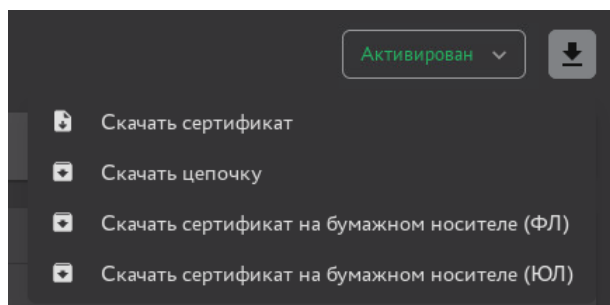 Активирован
Скачать сертификат
Скачать цепочку
Скачать сертификат на бумажном носителе (ФЛ)
Скачать сертификат на бумажном носителе (ЮЛ)